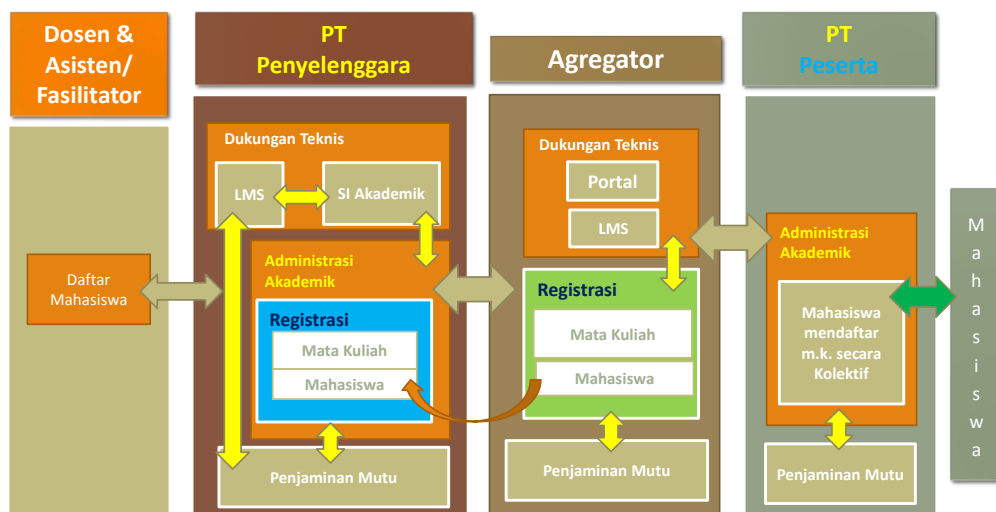 Dosen &
Asisten/
Fasilitator
Daftar
Mahasiswa
PT
Penyelenggara
Dukungan Teknis
LMS
SI Akademik
Administrasi
Akademik
Registrasi
Mata Kuliah
Mahasiswa
Penjaminan Mutu
Agregator
Dukungan Teknis
Portal
LMS
Registrasi
Mata Kuliah
Mahasiswa
Penjaminan Mutu
PT
Peserta
Administrasi
Akademik
Mahasiswa
mendaftar
m.k. secara
Kolektif
Penjaminan Mutu
M
a
h
a
s
i
s
w
a